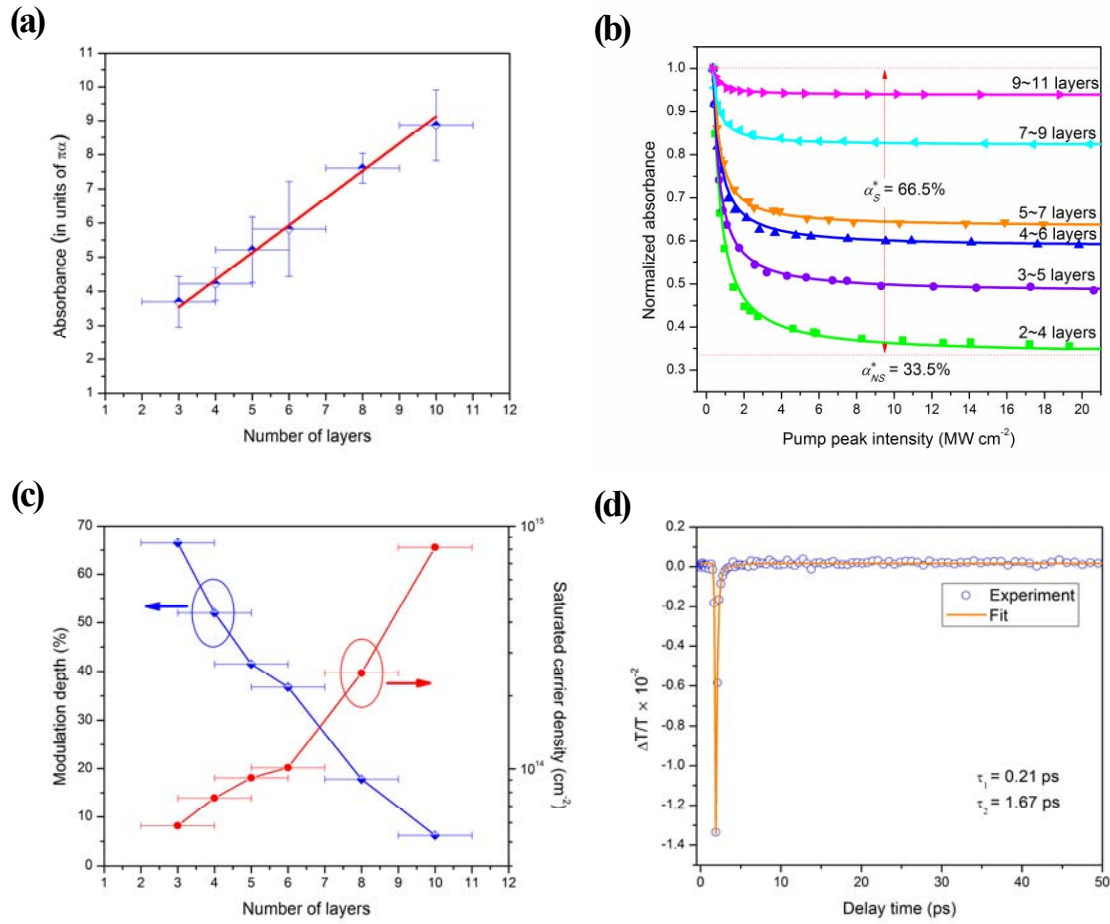 (a)
11
10
9
8
7
6
5
4
3
2
1
Absorbance (in units of πα)
1 2 3 4 5 6 7 8 9 10 11 12
Number of layers
(b)
1.0
0.9
0.8
0.7
0.6
0.5
0.4
0.3
Normalized absorbance
9~11 layers
7~9 layers
α*S = 66.5%
5~7 layers
4~6 layers
3~5 layers
2~4 layers
α*NS = 33.5%
0 2 4 6 8 10 12 14 16 18 20
Pump peak intensity (MW cm-2)
(c)
70
60
50
40
30
20
10
0
Modulation depth (%)
10^15
10^14
Saturated carrier density (cm-2)
1 2 3 4 5 6 7 8 9 10 11 12
Number of layers
(d)
0.2
0.0
-0.2
-0.4
-0.6
-0.8
-1.0
-1.2
-1.4
ΔT/T × 10-2
Experiment
Fit
τ1 = 0.21 ps
τ2 = 1.67 ps
0 10 20 30 40 50
Delay time (ps)